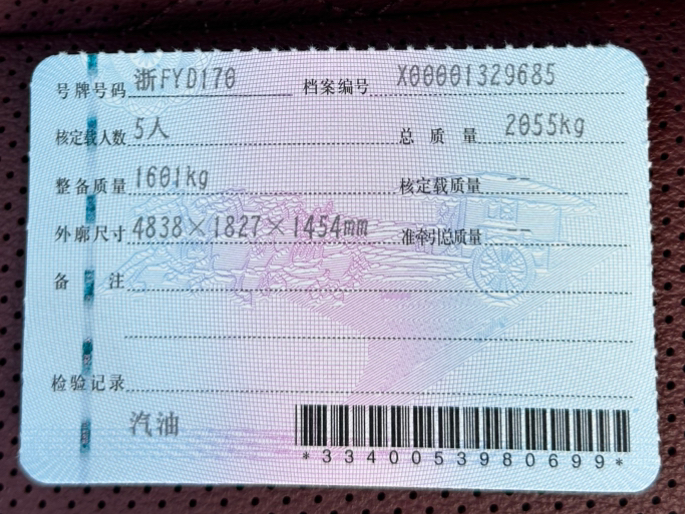 号牌号码 浙FYD170 档案编号 X00001329685
核定载人数 5人 总质量 2055kg
整备质量 1601kg 核定载质量 --
外廓尺寸 4838×1827×1454mm 准牵引总质量 --
备注
检验记录
汽油
*3340053980699*